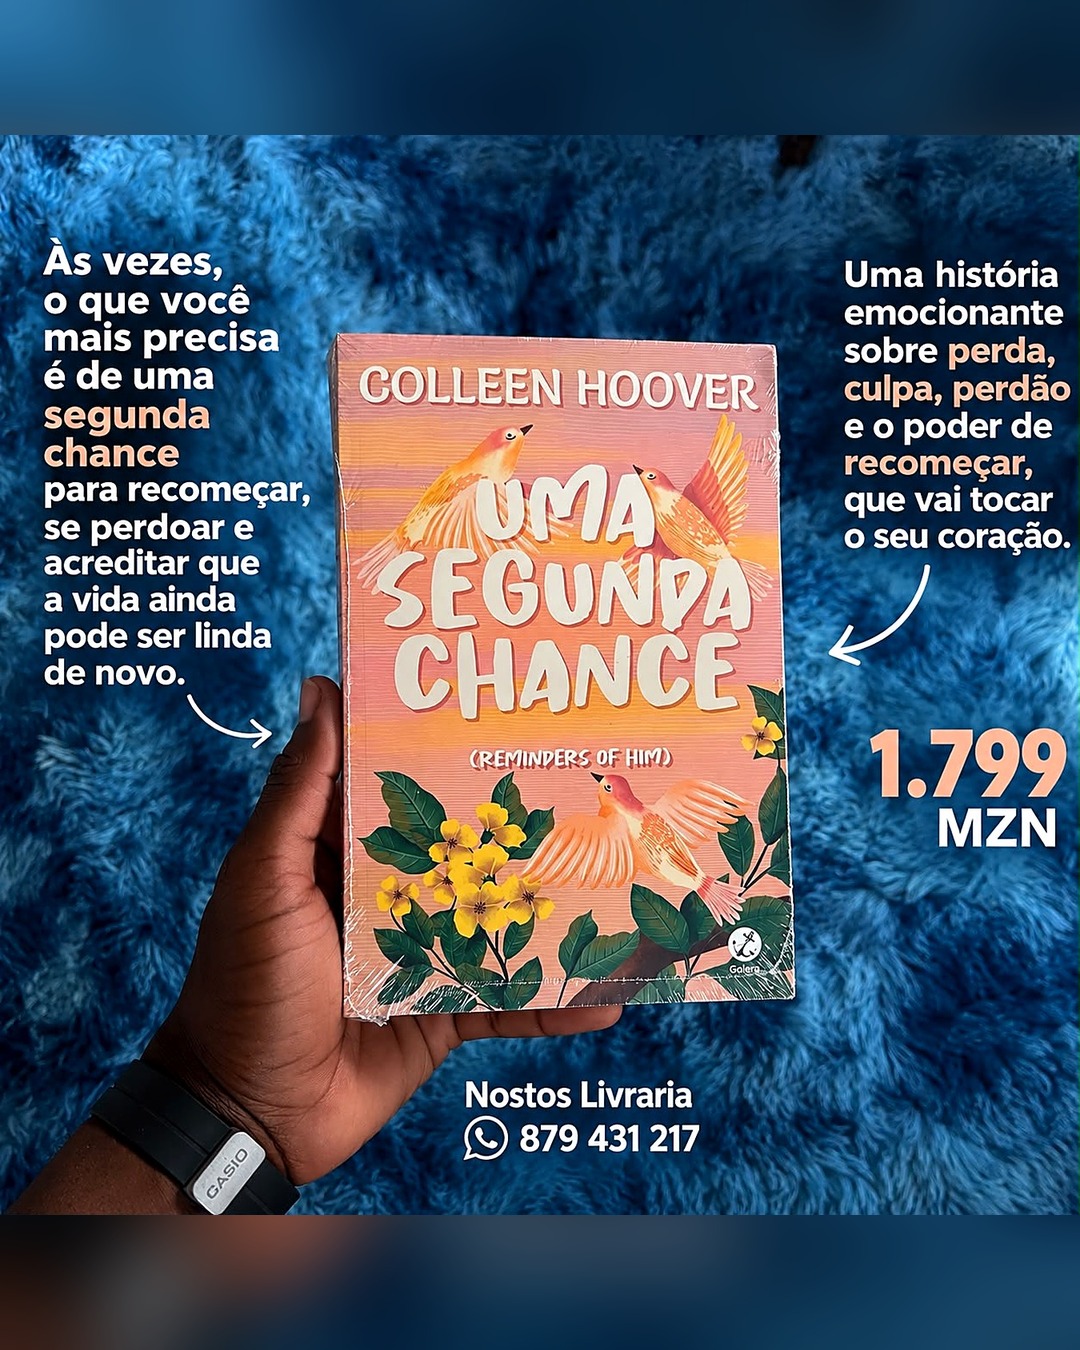 Às vezes,
o que você
mais precisa
é de uma
segunda
chance
para recomeçar,
se perdoar e
acreditar que
a vida ainda
pode ser linda
de novo.
Uma história
emocionante
sobre perda,
culpa, perdão
e o poder de
recomeçar,
que vai tocar
o seu coração.
1.799
MZN
COLLEEN HOOVER
UMA
SEGUNDA
CHANCE
(REMINDERS OF HIM)
Galera
Nostos Livraria
879 431 217
CASIO